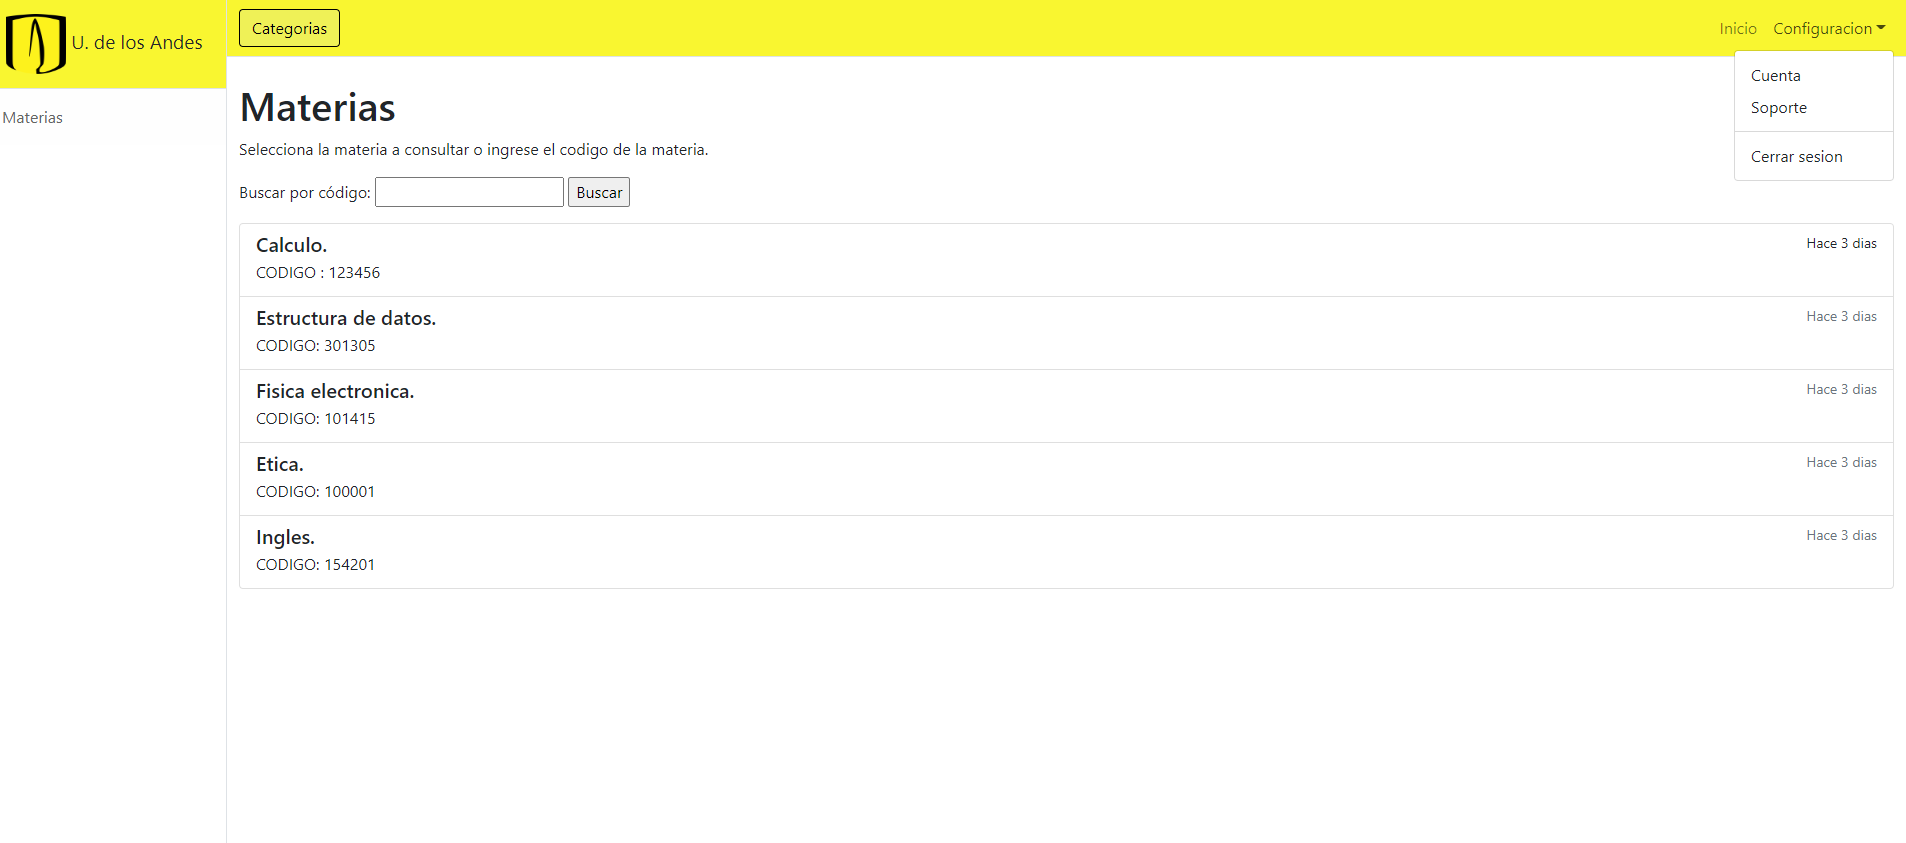 U. de los Andes
Materias
Categorias
Inicio
Configuracion
Cuenta
Soporte
Cerrar sesion
Materias
Selecciona la materia a consultar o ingrese el codigo de la materia.
Buscar por código:
Buscar
Calculo.
Hace 3 dias
CODIGO : 123456
Estructura de datos.
Hace 3 dias
CODIGO: 301305
Fisica electronica.
Hace 3 dias
CODIGO: 101415
Etica.
Hace 3 dias
CODIGO: 100001
Ingles.
Hace 3 dias
CODIGO: 154201